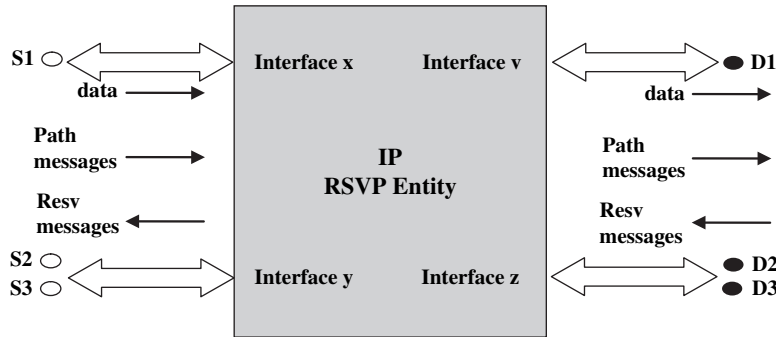 S1
Interface x
Interface v
D1
data
data
Path
messages
IP
RSVP Entity
Path
messages
Resv
messages
Resv
messages
S2
S3
Interface y
Interface z
D2
D3